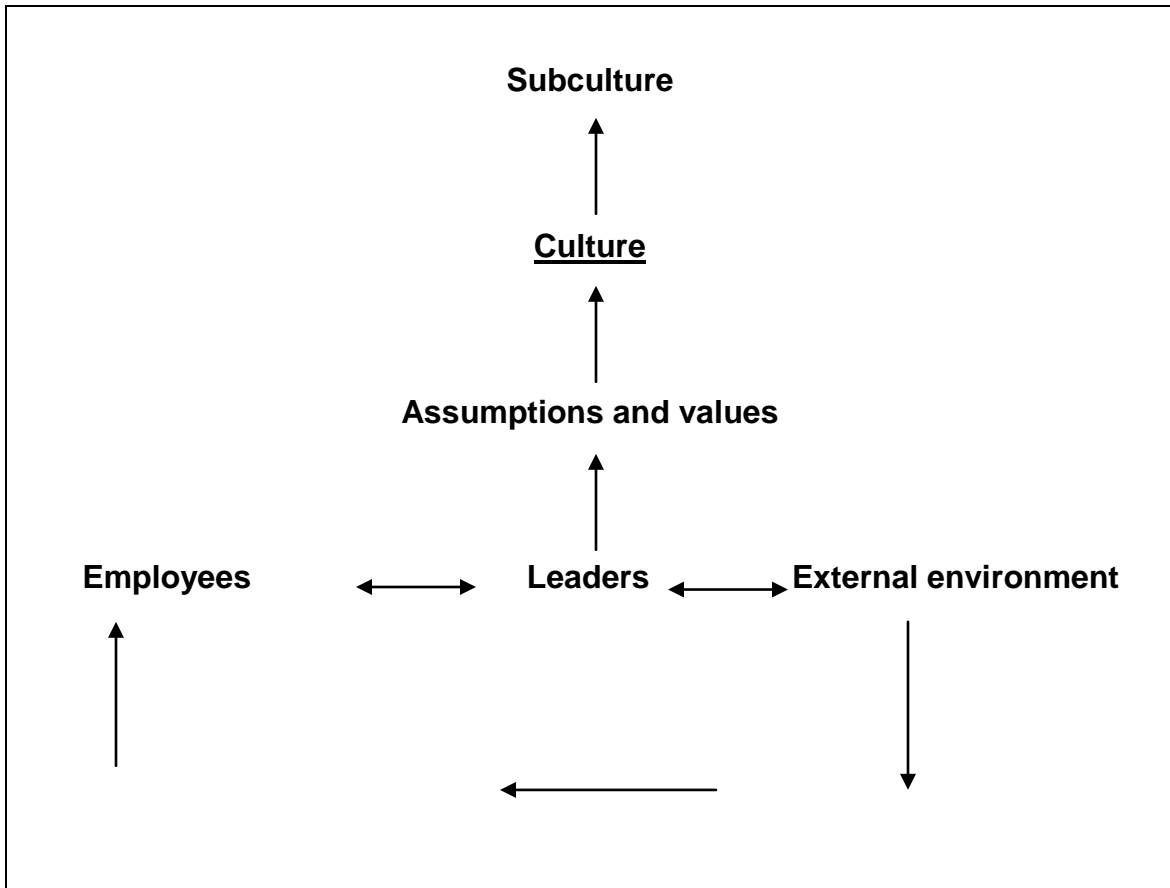 Subculture
Culture
Assumptions and values
Employees Leaders External environment